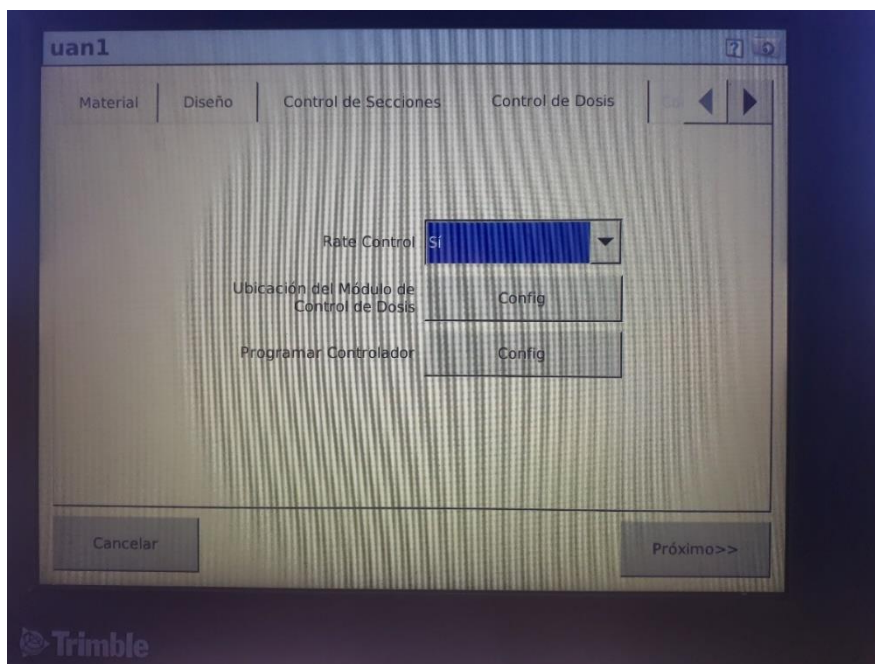 uan1
Material
Diseño
Control de Secciones
Control de Dosis
Rate Control
Sí
Ubicación del Módulo de
Control de Dosis
Config
Programar Controlador
Config
Cancelar
Próximo>>
Trimble